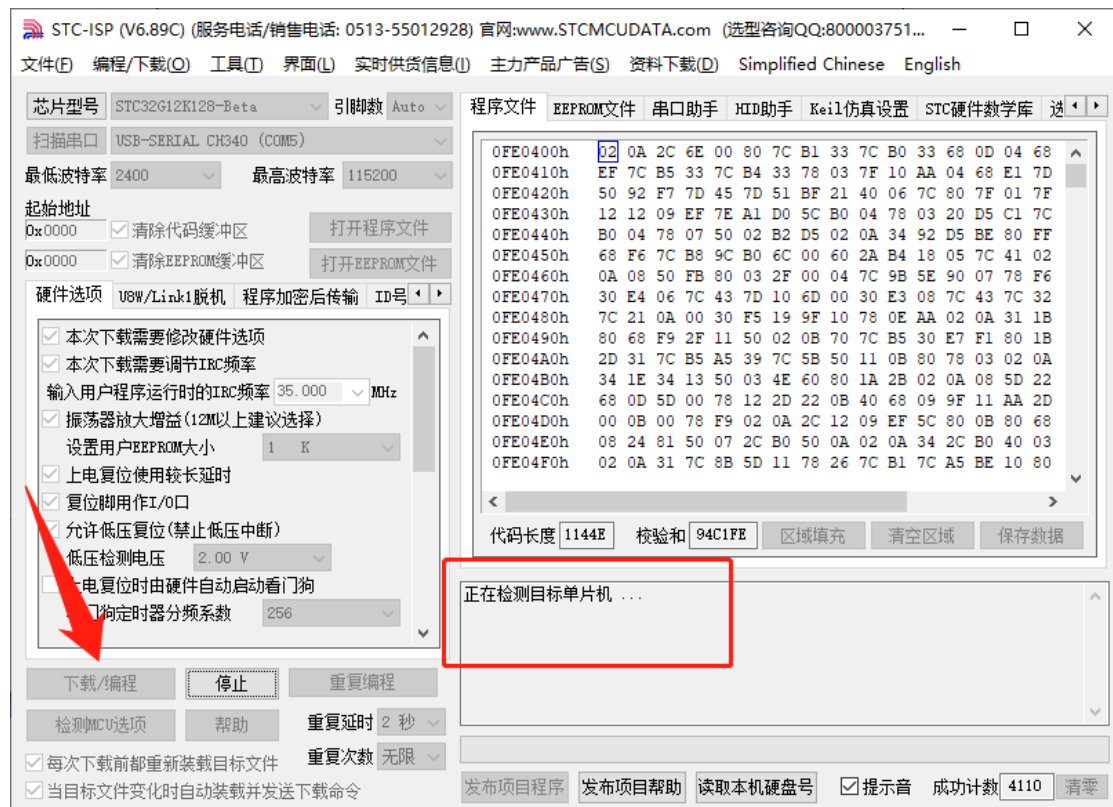 STC-ISP (V6.89C) (服务电话/销售电话: 0513-55012928) 官网:www.STCMCUDATA.com (选型咨询QQ:800003751...
文件(F) 编程/下载(O) 工具(T) 界面(L) 实时供货信息(I) 主力产品广告(S) 资料下载(D) Simplified Chinese English
芯片型号 STC32G12K128-Beta 引脚数 Auto
扫描串口 USB-SERIAL CH340 (COM5)
最低波特率 2400 最高波特率 115200
起始地址
0x0000 清除代码缓冲区 打开程序文件
0x0000 清除EEPROM缓冲区 打开EEPROM文件
硬件选项 U8W/Link1脱机 程序加密后传输 ID号
本次下载需要修改硬件选项
本次下载需要调节IRC频率
输入用户程序运行时的IRC频率 35.000 MHz
振荡器放大增益(12M以上建议选择)
设置用户EEPROM大小 1 K
上电复位使用较长延时
复位脚用作I/O口
允许低压复位(禁止低压中断)
低压检测电压 2.00 V
上电复位时由硬件自动启动看门狗
门狗定时器分频系数 256
下载/编程 停止 重复编程
检测MCU选项 帮助 重复延时 2 秒
每次下载前都重新装载目标文件 重复次数 无限
当目标文件变化时自动装载并发送下载命令
程序文件 EEPROM文件 串口助手 HID助手 Keil仿真设置 STC硬件数学库 选
0FE0400h 02 0A 2C 6E 00 80 7C B1 33 7C B0 33 68 0D 04 68
0FE0410h EF 7C B5 33 7C B4 33 78 03 7F 10 AA 04 68 E1 7D
0FE0420h 50 92 F7 7D 45 7D 51 BF 21 40 06 7C 80 7F 01 7F
0FE0430h 12 12 09 EF 7E A1 D0 5C B0 04 78 03 20 D5 C1 7C
0FE0440h B0 04 78 07 50 02 B2 D5 02 0A 34 92 D5 BE 80 FF
0FE0450h 68 F6 7C B8 9C B0 6C 00 60 2A B4 18 05 7C 41 02
0FE0460h 0A 08 50 FB 80 03 2F 00 04 7C 9B 5E 90 07 78 F6
0FE0470h 30 E4 06 7C 43 7D 10 6D 00 30 E3 08 7C 43 7C 32
0FE0480h 7C 21 0A 00 30 F5 19 9F 10 78 0E AA 02 0A 31 1B
0FE0490h 80 68 F9 2F 11 50 02 0B 70 7C B5 30 E7 F1 80 1B
0FE04A0h 2D 31 7C B5 A5 39 7C 5B 50 11 0B 80 78 03 02 0A
0FE04B0h 34 1E 34 13 50 03 4E 60 80 1A 2B 02 0A 08 5D 22
0FE04C0h 68 0D 5D 00 78 12 2D 22 0B 40 68 09 9F 11 AA 2D
0FE04D0h 00 0B 00 78 F9 02 0A 2C 12 09 EF 5C 80 0B 80 68
0FE04E0h 08 24 81 50 07 2C B0 50 0A 02 0A 34 2C B0 40 03
0FE04F0h 02 0A 31 7C 8B 5D 11 78 26 7C B1 7C A5 BE 10 80
代码长度 1144E 校验和 94C1FE 区域填充 清空区域 保存数据
正在检测目标单片机 ...
发布项目程序 发布项目帮助 读取本机硬盘号 提示音 成功计数 4110 清零